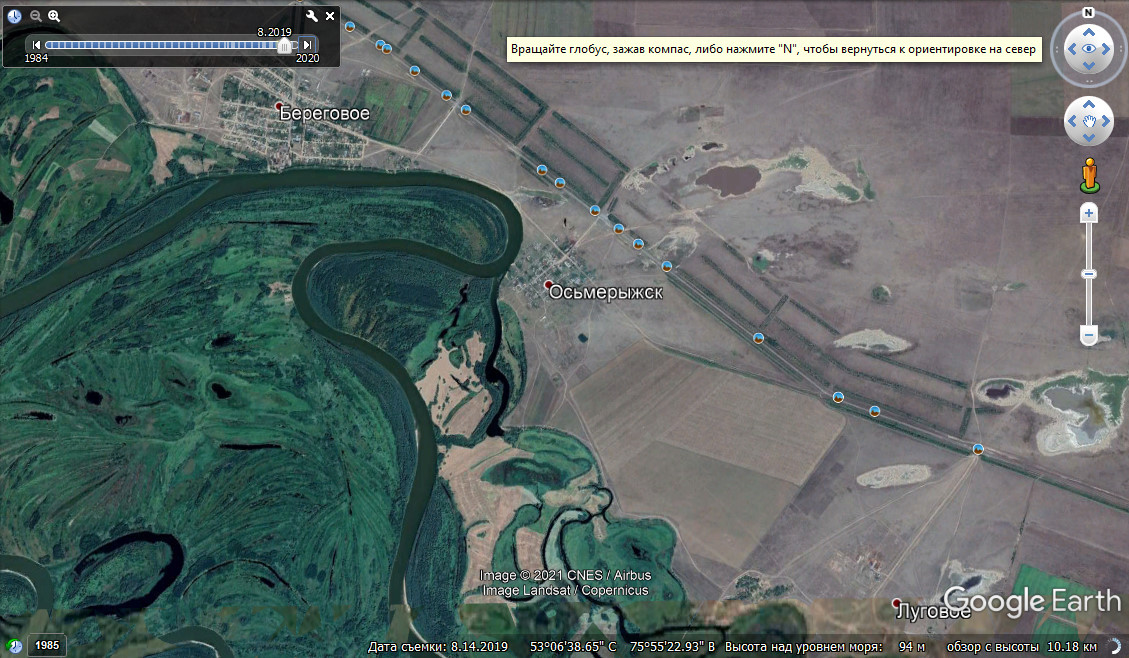 8.2019
1984
2020
Вращайте глобус, зажав компас, либо нажмите "N", чтобы вернуться к ориентировке на север
N
Береговое
Осьмерыжск
Image © 2021 CNES / Airbus
Image Landsat / Copernicus
Луговое
Google Earth
1985
Дата съемки: 8.14.2019 53°06'38.65" С 75°55'22.93" В Высота над уровнем моря: 94 м обзор с высоты 10.18 км